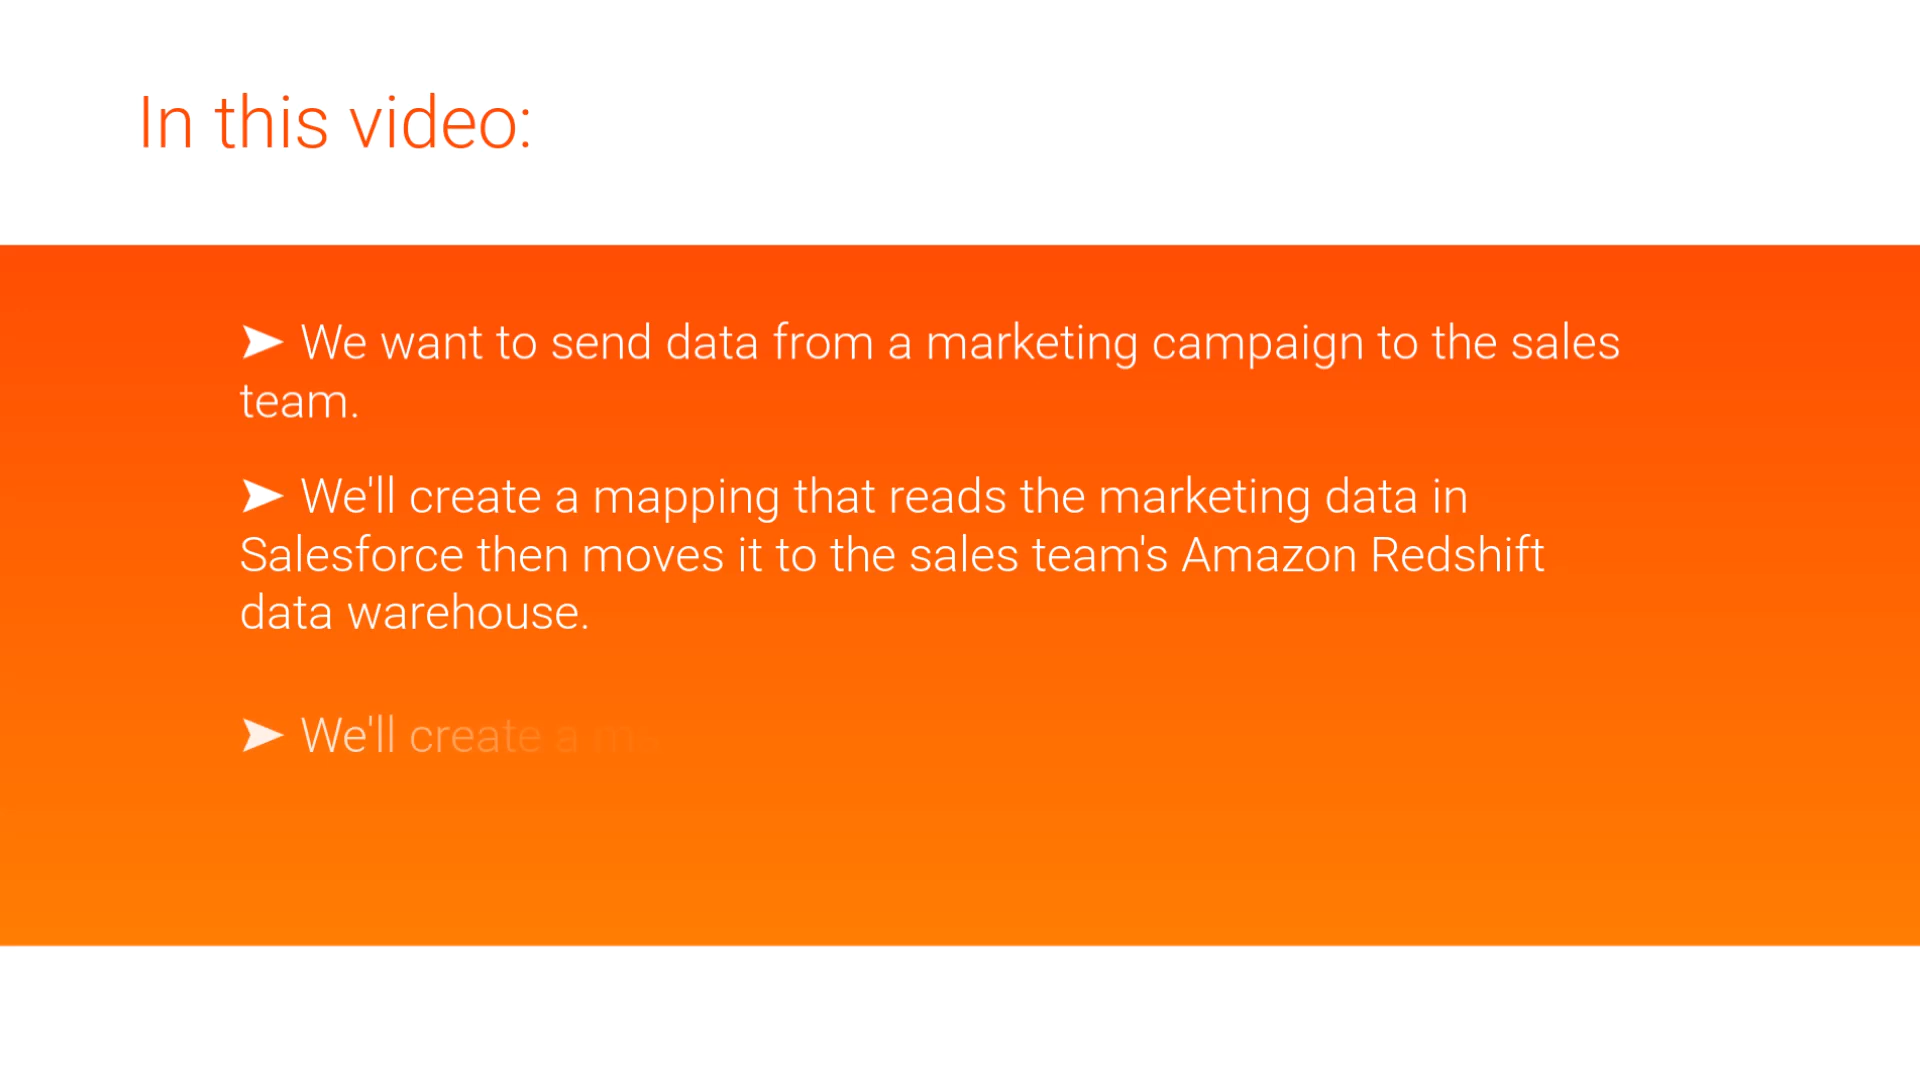 In this video:
➤ We want to send data from a marketing campaign to the sales
team.
➤ We'll create a mapping that reads the marketing data in
Salesforce then moves it to the sales team's Amazon Redshift
data warehouse.
➤ We'll create a